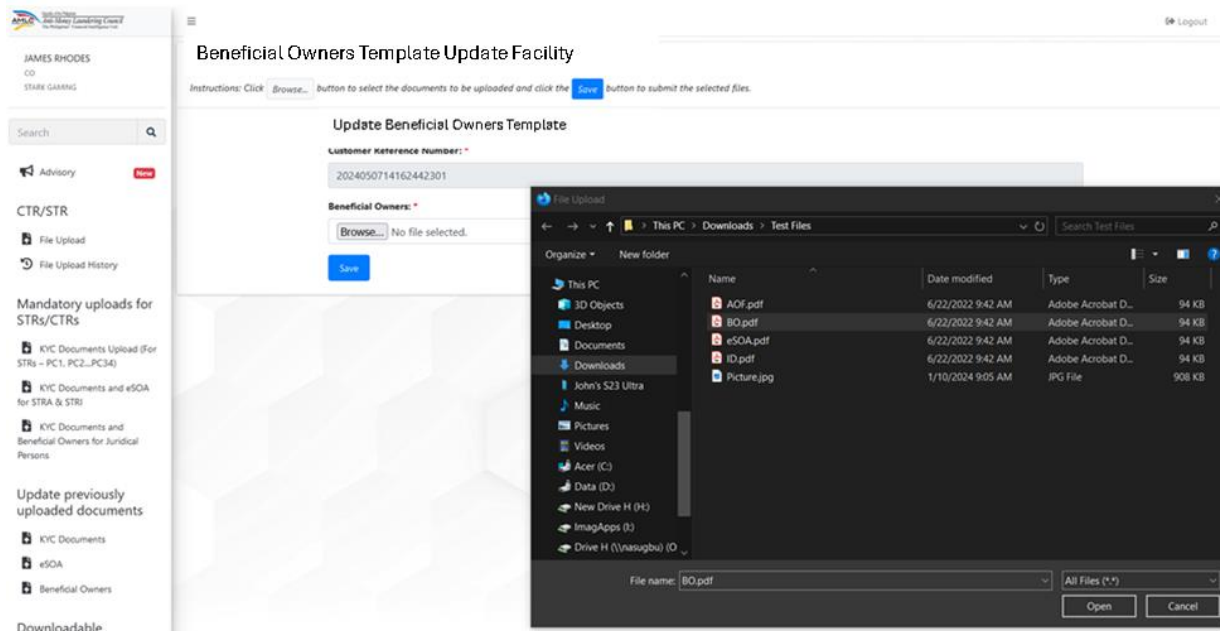 AMLC
Anti-Money Laundering Council
Logout
JAMES RHODES
CO
STARK GAMING
Search
Advisory New
CTR/STR
File Upload
File Upload History
Mandatory uploads for
STRs/CTRs
KYC Documents Upload (For
STRs – PC1, PC2...PC34)
KYC Documents and eSOA
for STRA & STRI
KYC Documents and
Beneficial Owners for Juridical
Persons
Update previously
uploaded documents
KYC Documents
eSOA
Beneficial Owners
Downloadable
Beneficial Owners Template Update Facility
Instructions: Click Browse... button to select the documents to be uploaded and click the Save button to submit the selected files.
Update Beneficial Owners Template
Customer Reference Number: *
2024050714162442301
Beneficial Owners: *
Browse... No file selected.
Save
File Upload
This PC > Downloads > Test Files
Search Test Files
Organize New folder
This PC
3D Objects
Desktop
Documents
Downloads
John's S23 Ultra
Music
Pictures
Videos
Acer (C:)
Data (D:)
New Drive H (H:)
ImagApps (I:)
Drive H (\\nasugbu) (O
Name Date modified Type Size
AOF.pdf 6/22/2022 9:42 AM Adobe Acrobat D... 94 KB
BO.pdf 6/22/2022 9:42 AM Adobe Acrobat D... 94 KB
eSOA.pdf 6/22/2022 9:42 AM Adobe Acrobat D... 94 KB
ID.pdf 6/22/2022 9:42 AM Adobe Acrobat D... 94 KB
Picture.jpg 1/10/2024 9:05 AM JPG File 908 KB
File name: BO.pdf All Files (*.*)
Open Cancel